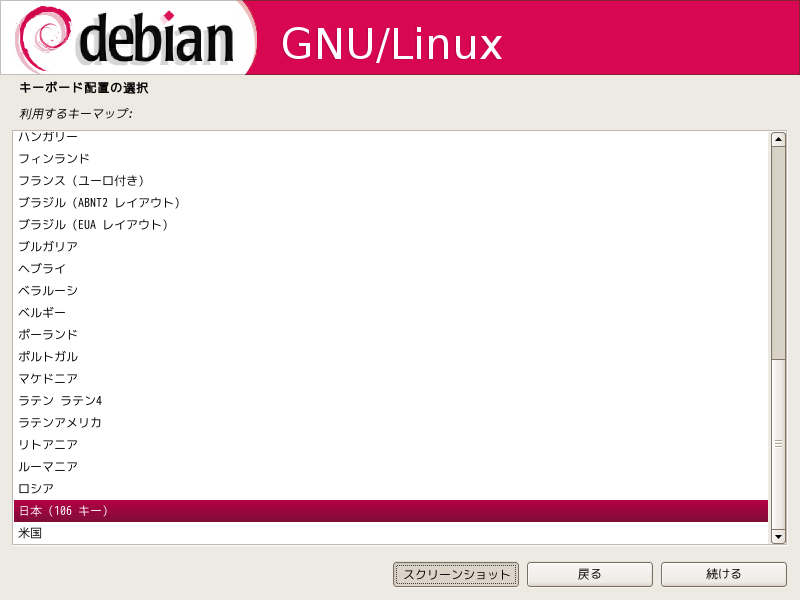 debian GNU/Linux
キーボード配置の選択
利用するキーマップ:
ハンガリー
フィンランド
フランス (ユーロ付き)
ブラジル (ABNT2 レイアウト)
ブラジル (EUA レイアウト)
ブルガリア
ヘブライ
ベラルーシ
ベルギー
ポーランド
ポルトガル
マケドニア
ラテン ラテン4
ラテンアメリカ
リトアニア
ルーマニア
ロシア
日本 (106 キー)
米国
スクリーンショット 戻る 続ける